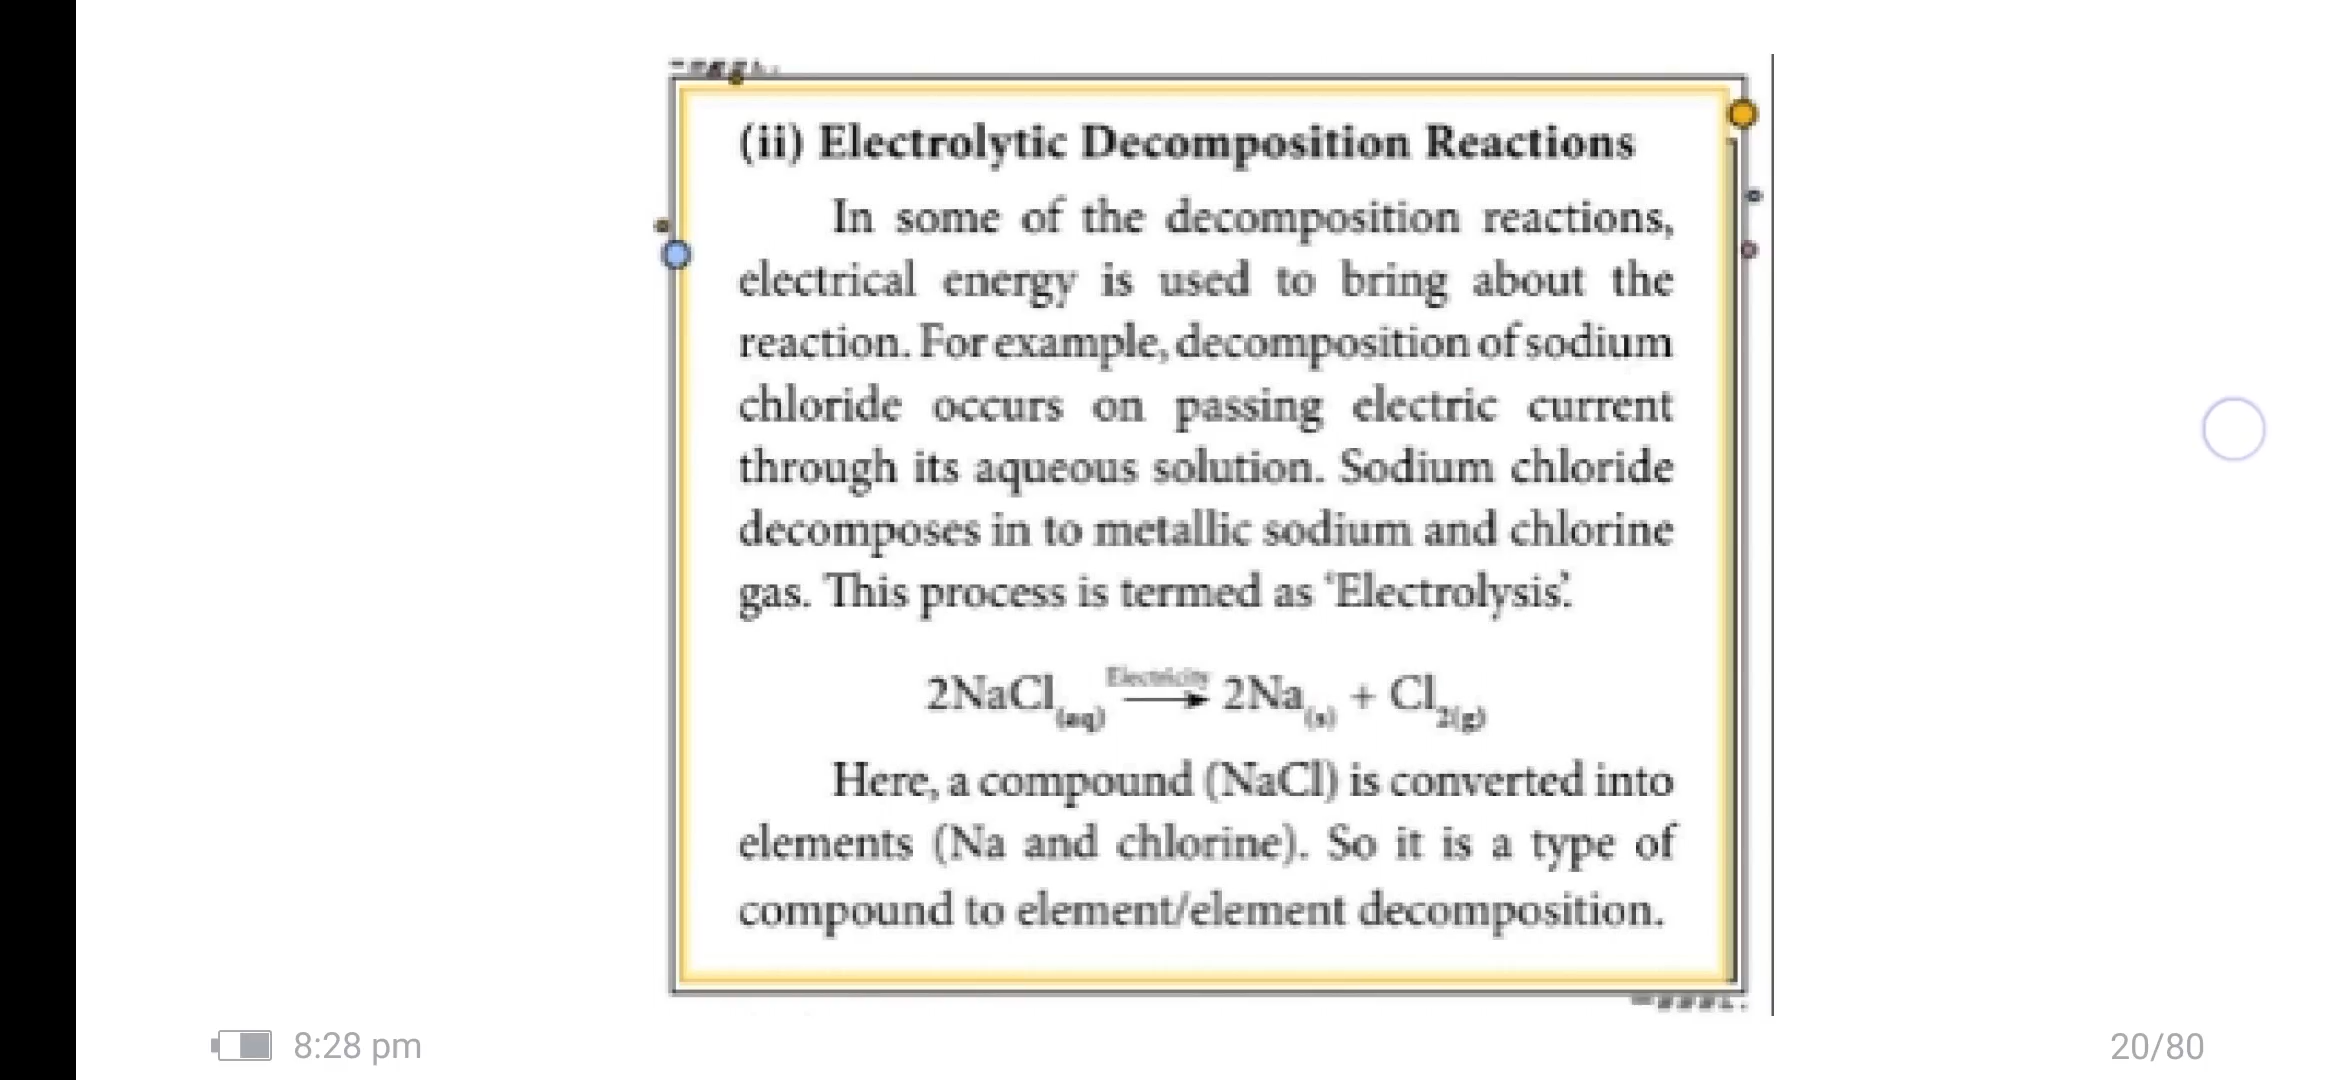 (ii) Electrolytic Decomposition Reactions
In some of the decomposition reactions,
electrical energy is used to bring about the
reaction. For example, decomposition of sodium
chloride occurs on passing electric current
through its aqueous solution. Sodium chloride
decomposes in to metallic sodium and chlorine
gas. This process is termed as ‘Electrolysis’.
2NaCl(aq) Electricity→ 2Na(s) + Cl2(g)
Here, a compound (NaCl) is converted into
elements (Na and chlorine). So it is a type of
compound to element/element decomposition.
8:28 pm
20/80